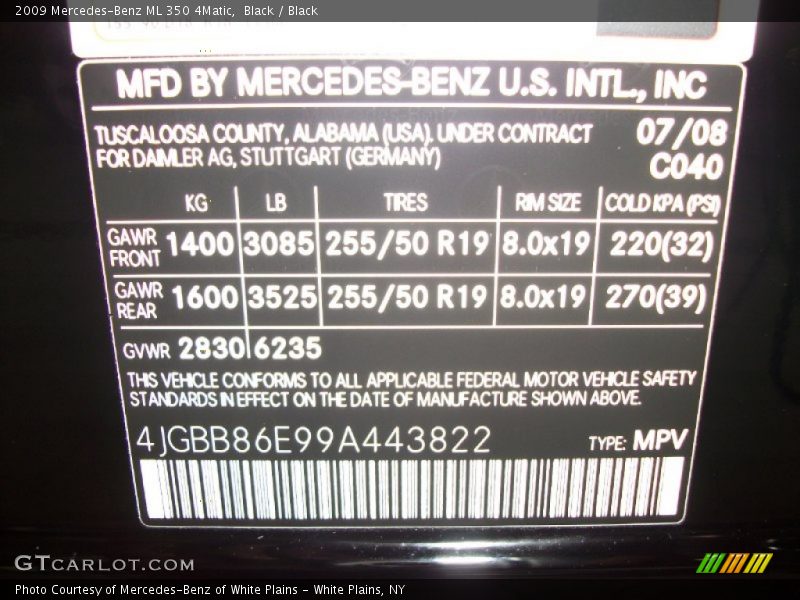 2009 Mercedes-Benz ML 350 4Matic, Black / Black
MFD BY MERCEDES-BENZ U.S. INTL., INC
TUSCALOOSA COUNTY, ALABAMA (USA). UNDER CONTRACT 07/08
FOR DAIMLER AG, STUTTGART (GERMANY) C040
KG LB TIRES RIM SIZE COLD KPA (PSI)
GAWR FRONT 1400 3085 255/50 R19 8.0x19 220(32)
GAWR REAR 1600 3525 255/50 R19 8.0x19 270(39)
GVWR 2830 6235
THIS VEHICLE CONFORMS TO ALL APPLICABLE FEDERAL MOTOR VEHICLE SAFETY
STANDARDS IN EFFECT ON THE DATE OF MANUFACTURE SHOWN ABOVE.
4JGBB86E99A443822 TYPE: MPV
GTCARLOT.COM
Photo Courtesy of Mercedes-Benz of White Plains - White Plains, NY